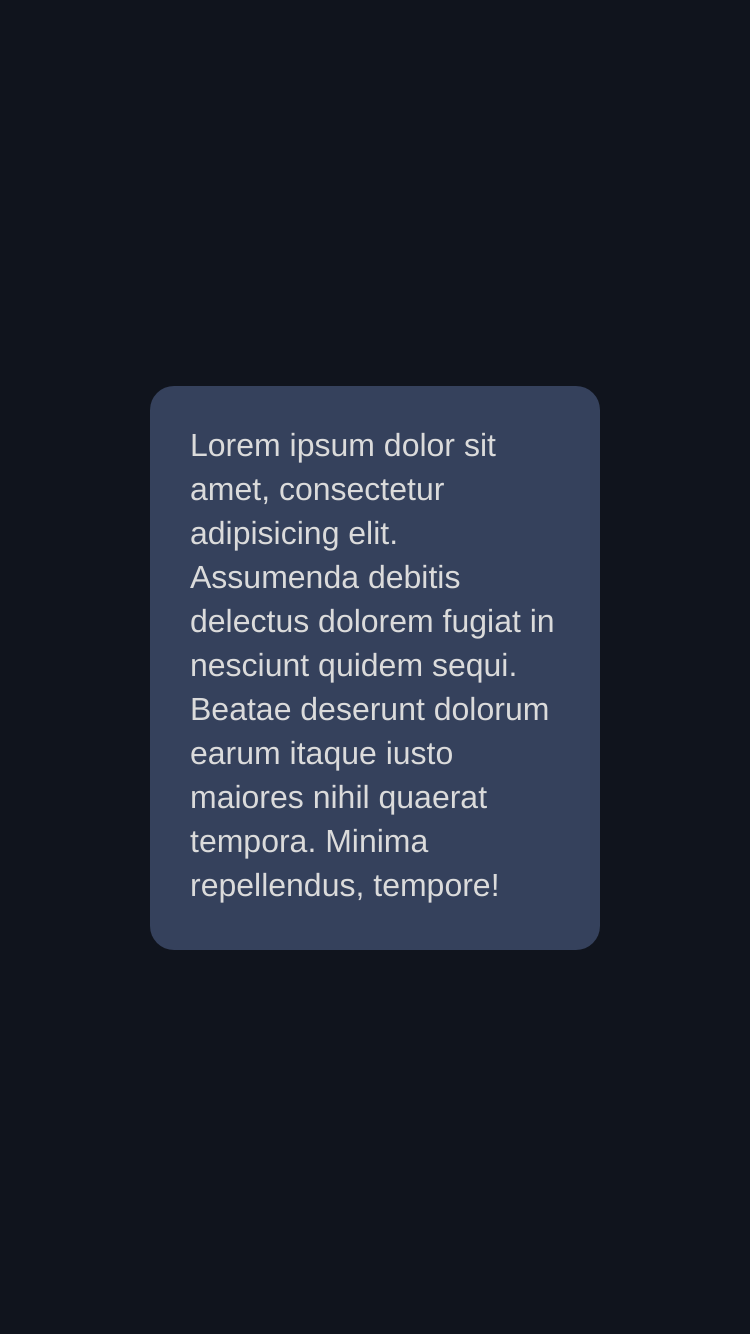 Lorem ipsum dolor sit
amet, consectetur
adipisicing elit.
Assumenda debitis
delectus dolorem fugiat in
nesciunt quidem sequi.
Beatae deserunt dolorum
earum itaque iusto
maiores nihil quaerat
tempora. Minima
repellendus, tempore!